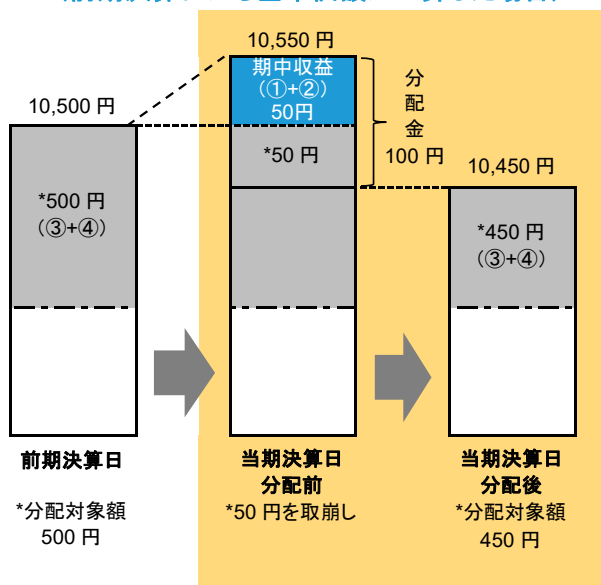 10,550 円
期中収益
(①+②)
50円
分
配
金
100 円
10,500 円
*50 円
10,450 円
*500 円
(③+④)
*450 円
(③+④)
前期決算日
*分配対象額
500 円
当期決算日
分配前
*50 円を取崩し
当期決算日
分配後
*分配対象額
450 円